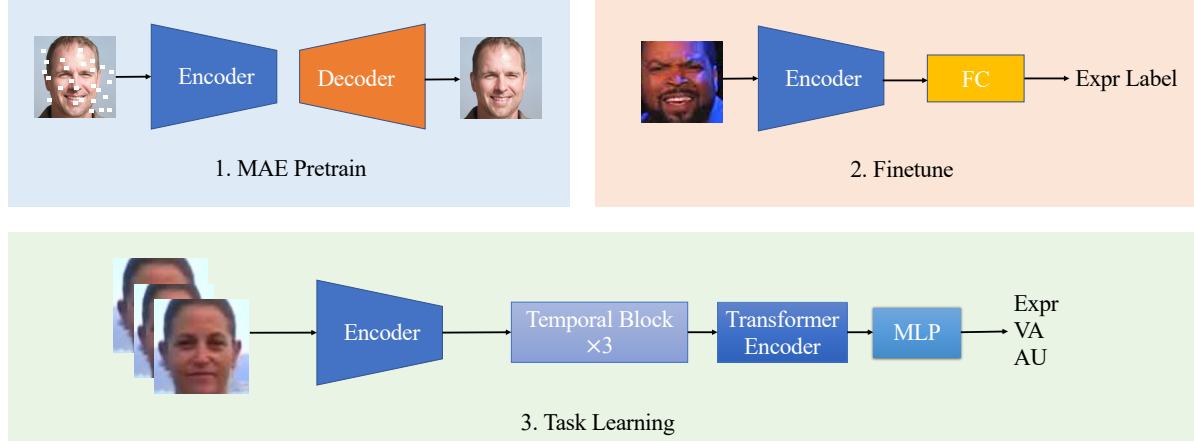 Encoder
Decoder
1. MAE Pretrain
Encoder
FC
Expr Label
2. Finetune
Encoder
Temporal Block
×3
Transformer
Encoder
MLP
Expr
VA
AU
3. Task Learning